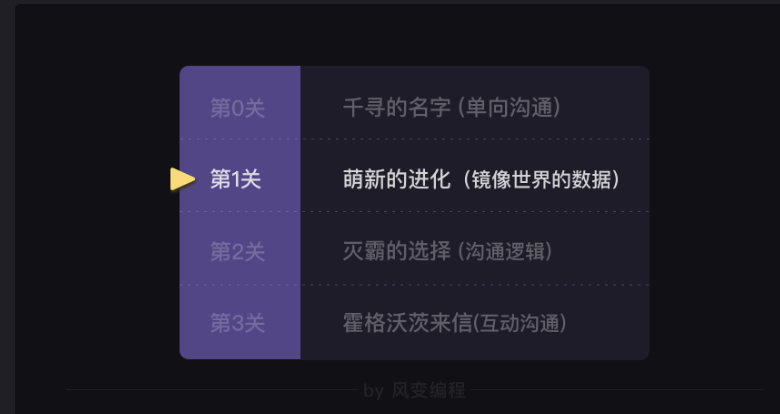 第0关 千寻的名字 (单向沟通)
第1关 萌新的进化（镜像世界的数据）
第2关 灭霸的选择 (沟通逻辑)
第3关 霍格沃茨来信(互动沟通)
by 风变编程